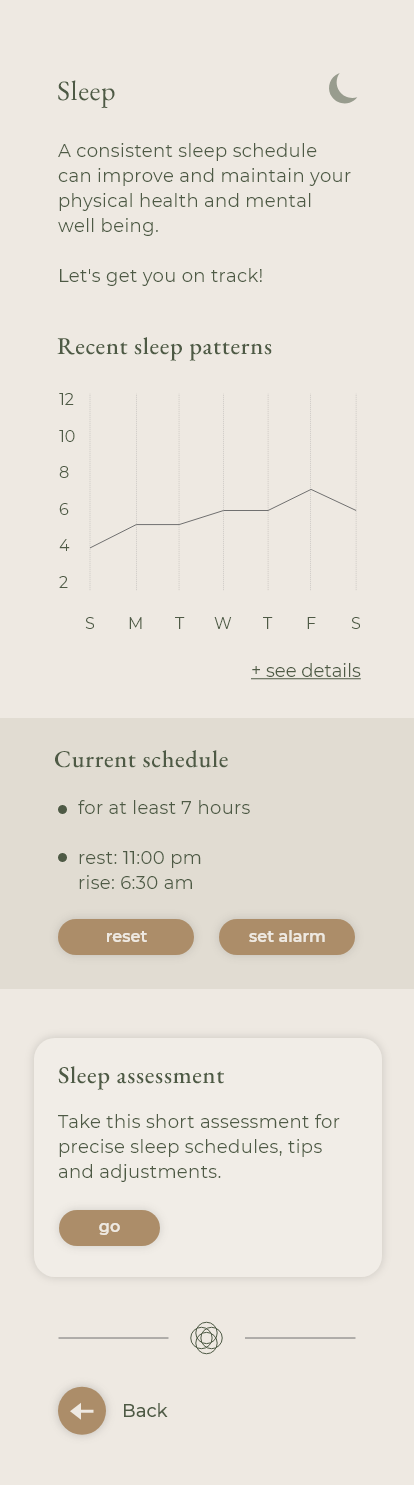 Sleep
A consistent sleep schedule
can improve and maintain your
physical health and mental
well being.
Let's get you on track!
Recent sleep patterns
12
10
8
6
4
2
S M T W T F S
+ see details
Current schedule
for at least 7 hours
rest: 11:00 pm
rise: 6:30 am
reset set alarm
Sleep assessment
Take this short assessment for
precise sleep schedules, tips
and adjustments.
go
Back